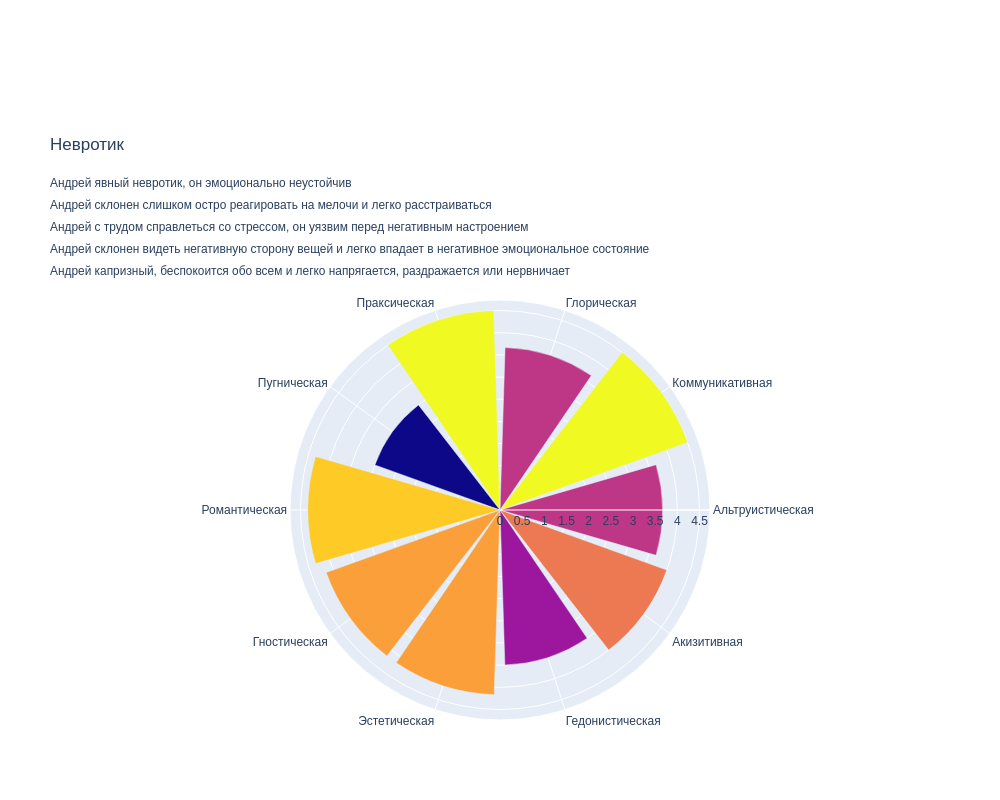 Невротик
Андрей явный невротик, он эмоционально неустойчив
Андрей склонен слишком остро реагировать на мелочи и легко расстраиваться
Андрей с трудом справлеться со стрессом, он уязвим перед негативным настроением
Андрей склонен видеть негативную сторону вещей и легко впадает в негативное эмоциональное состояние
Андрей капризный, беспокоится обо всем и легко напрягается, раздражается или нервничает
Праксическая
Глорическая
Пугническая
Коммуникативная
Романтическая
Альтруистическая
0 0.5 1 1.5 2 2.5 3 3.5 4 4.5
Гностическая
Акизитивная
Эстетическая
Гедонистическая